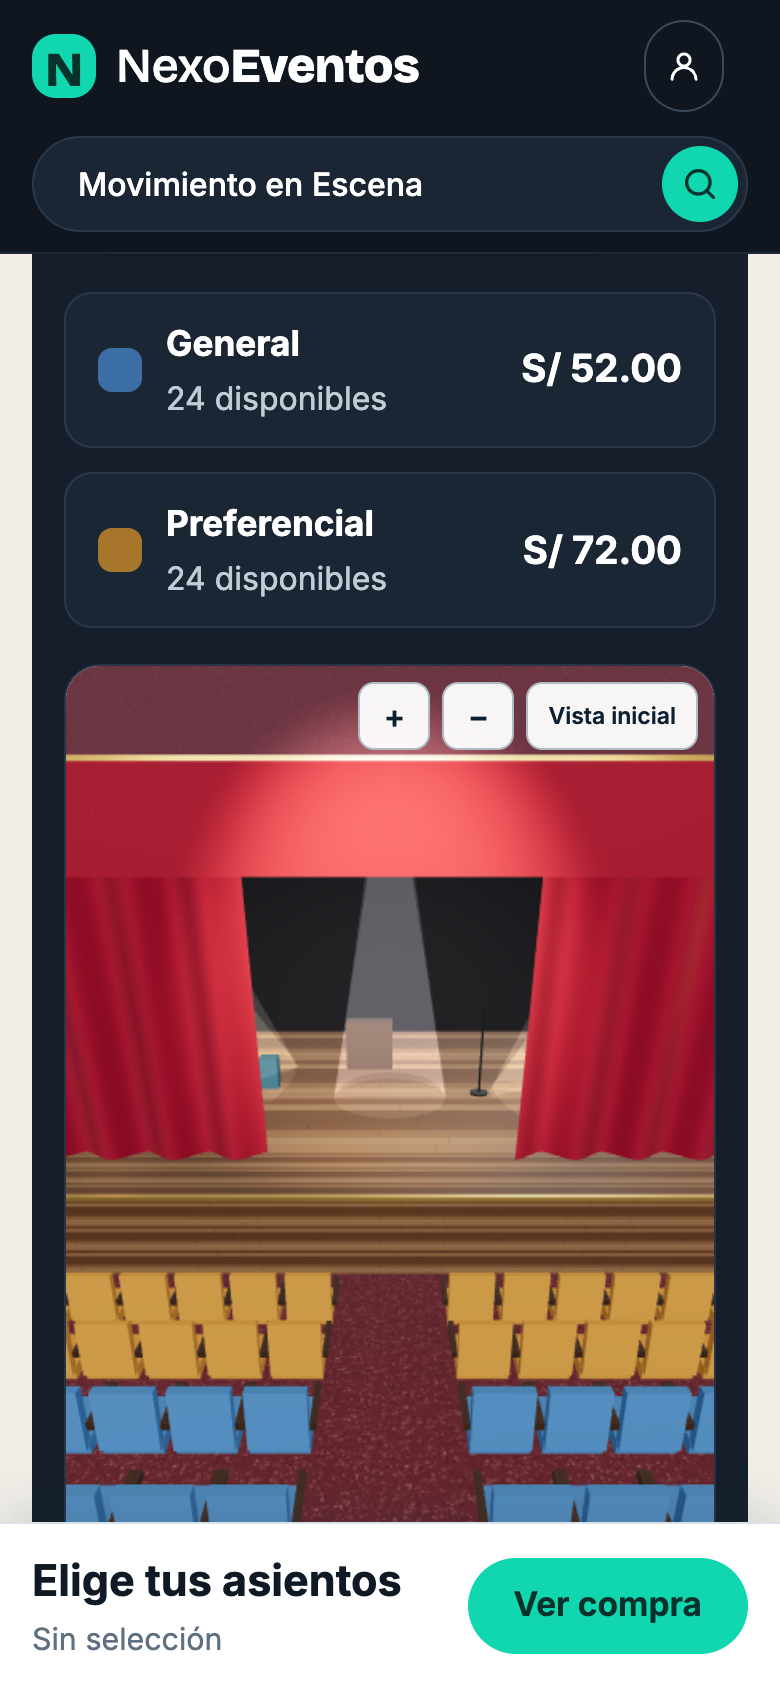 N NexoEventos
Movimiento en Escena
General
24 disponibles
S/ 52.00
Preferencial
24 disponibles
S/ 72.00
+ − Vista inicial
Elige tus asientos
Sin selección
Ver compra